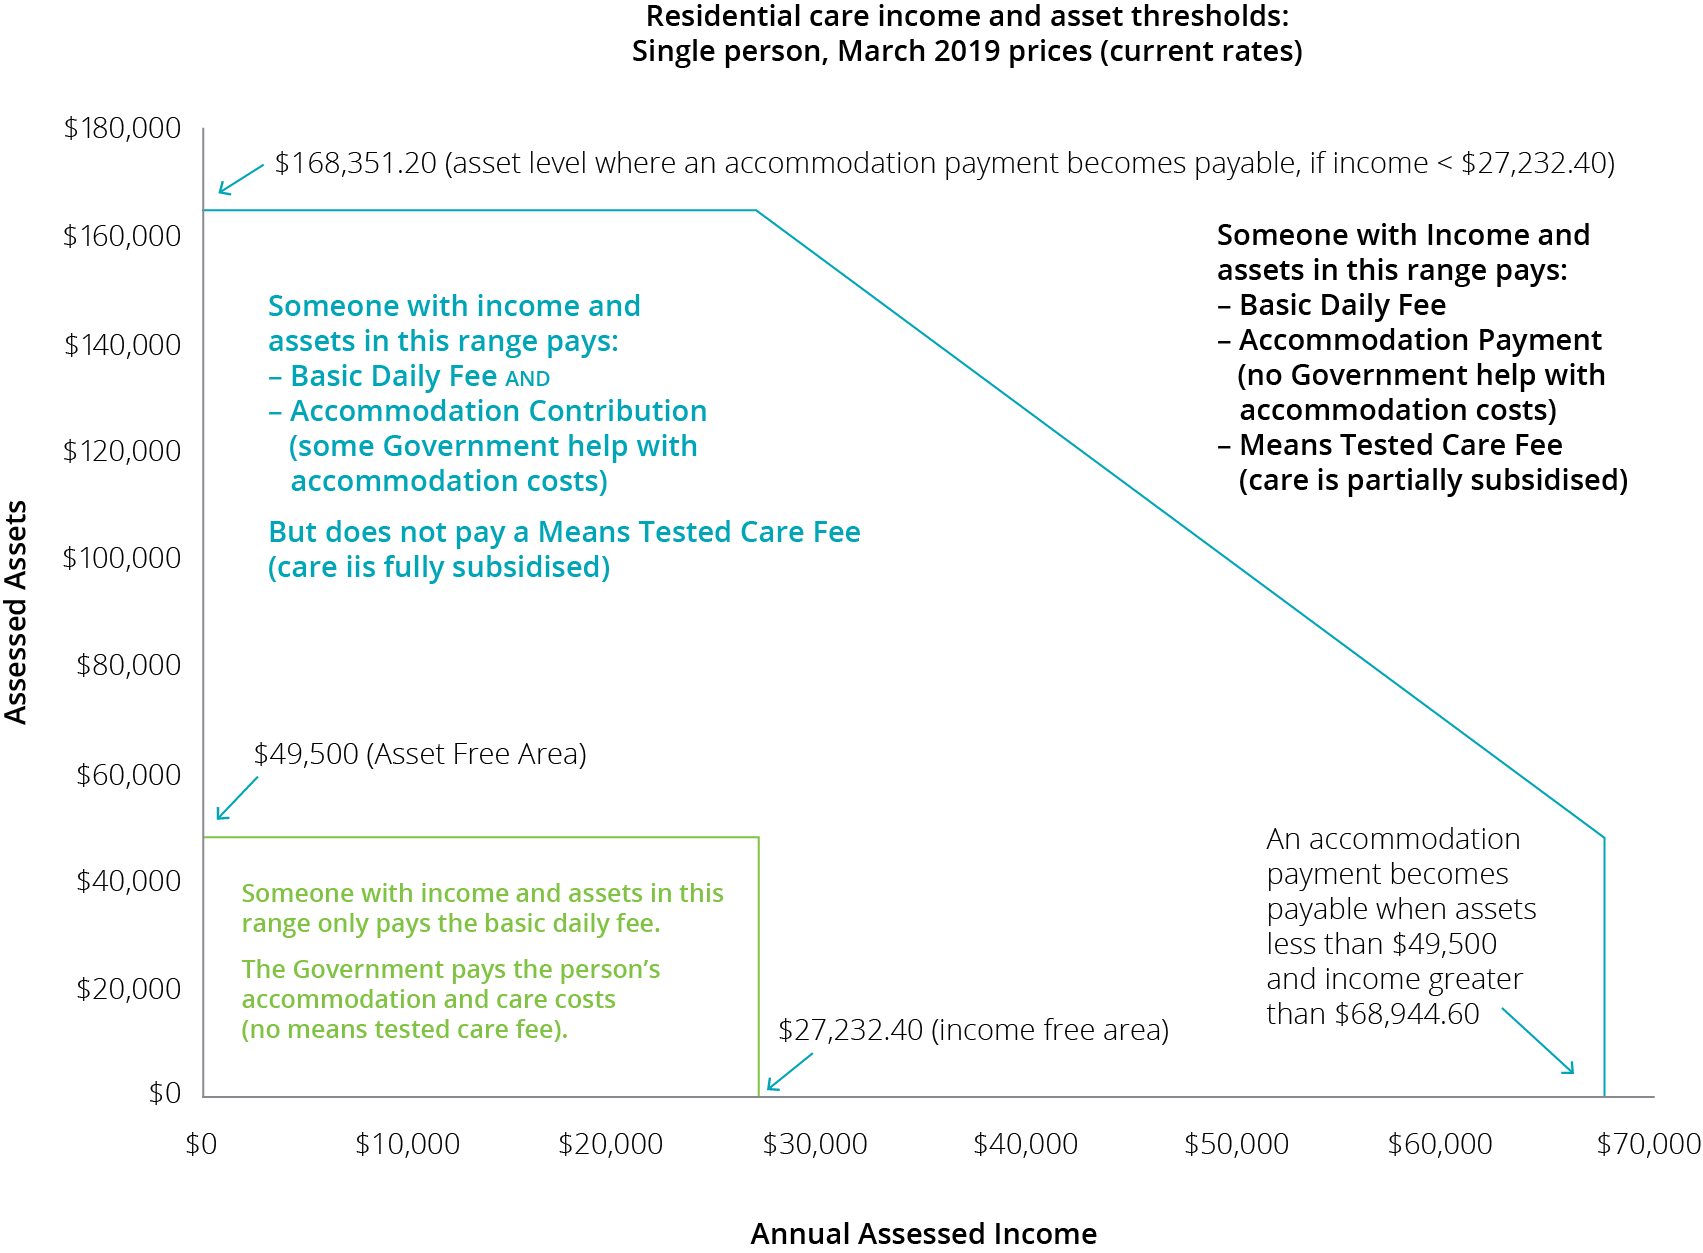 Residential care income and asset thresholds:
Single person, March 2019 prices (current rates)
$180,000
$168,351.20 (asset level where an accommodation payment becomes payable, if income < $27,232.40)
$160,000
$140,000
$120,000
$100,000
$80,000
$60,000
$40,000
$20,000
$0
Assessed Assets
Someone with income and
assets in this range pays:
– Basic Daily Fee AND
– Accommodation Contribution
(some Government help with
accommodation costs)
But does not pay a Means Tested Care Fee
(care iis fully subsidised)
Someone with Income and
assets in this range pays:
– Basic Daily Fee
– Accommodation Payment
(no Government help with
accommodation costs)
– Means Tested Care Fee
(care is partially subsidised)
$49,500 (Asset Free Area)
Someone with income and assets in this
range only pays the basic daily fee.
The Government pays the person’s
accommodation and care costs
(no means tested care fee).
$27,232.40 (income free area)
An accommodation
payment becomes
payable when assets
less than $49,500
and income greater
than $68,944.60
$0
$10,000
$20,000
$30,000
$40,000
$50,000
$60,000
$70,000
Annual Assessed Income